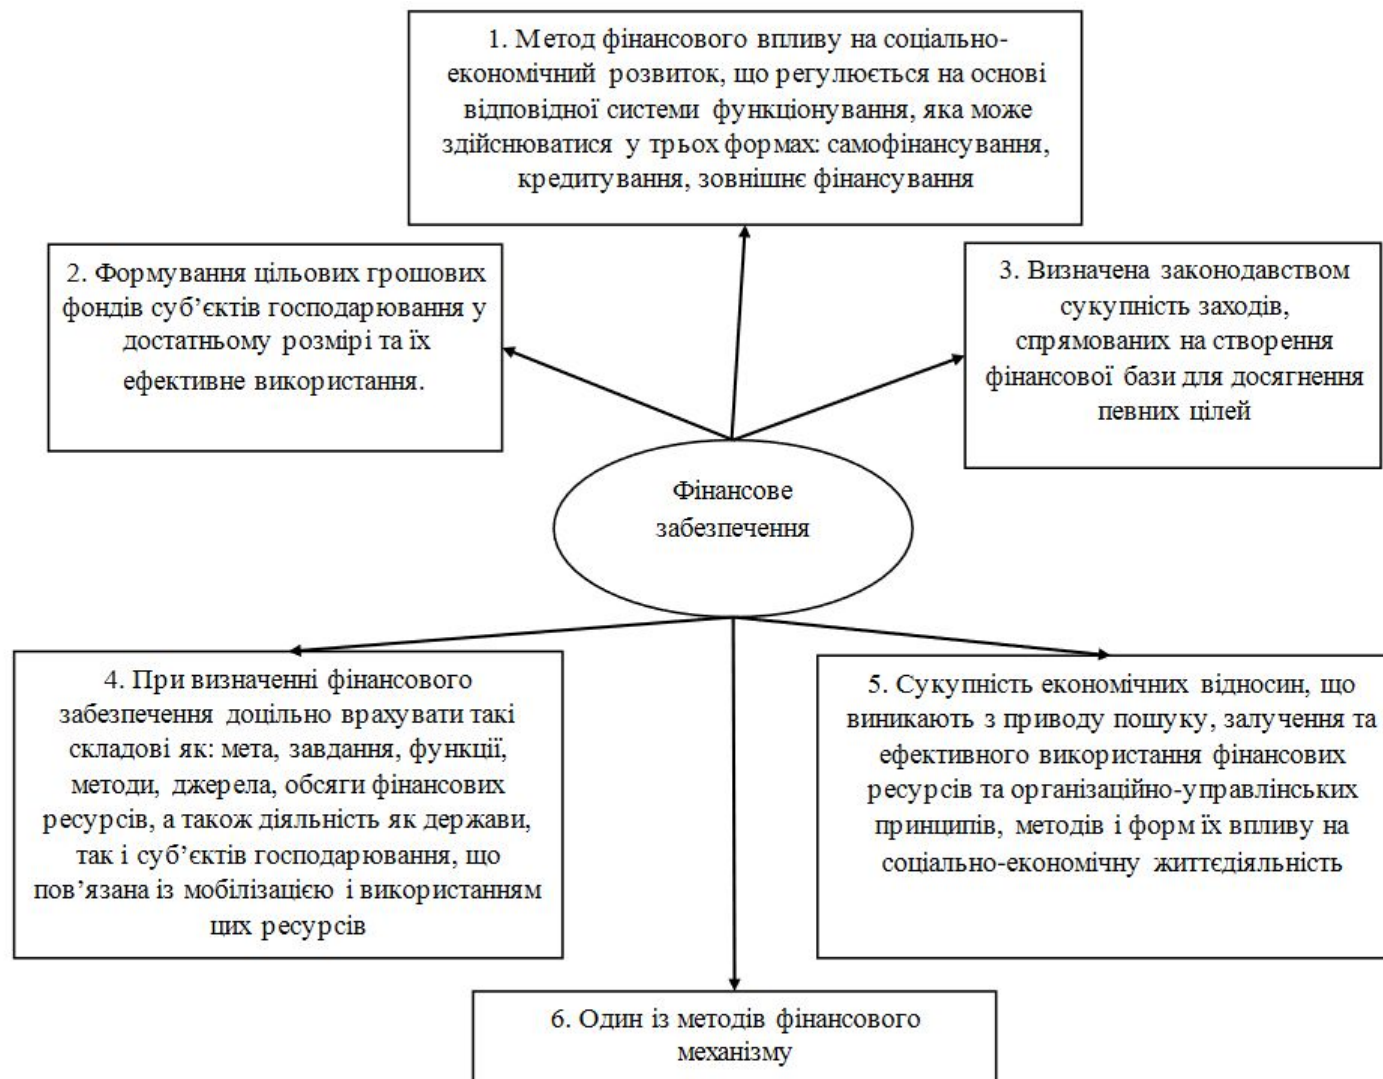 1. Метод фінансового впливу на соціально-
економічний розвиток, що регулюється на основі
відповідної системи функціонування, яка може
здійснюватися у трьох формах: самофінансування,
кредитування, зовнішнє фінансування
2. Формування цільових грошових
фондів суб’єктів господарювання у
достатньому розмірі та їх
ефективне використання.
3. Визначена законодавством
сукупність заходів,
спрямованих на створення
фінансової бази для досягнення
певних цілей
Фінансове
забезпечення
4. При визначенні фінансового
забезпечення доцільно врахувати такі
складові як: мета, завдання, функції,
методи, джерела, обсяги фінансових
ресурсів, а також діяльність як держави,
так і суб’єктів господарювання, що
пов’язана із мобілізацією і використанням
цих ресурсів
5. Сукупність економічних відносин, що
виникають з приводу пошуку, залучення та
ефективного використання фінансових
ресурсів та організаційно-управлінських
принципів, методів і форм їх впливу на
соціально-економічну життєдіяльність
6. Один із методів фінансового
механізму